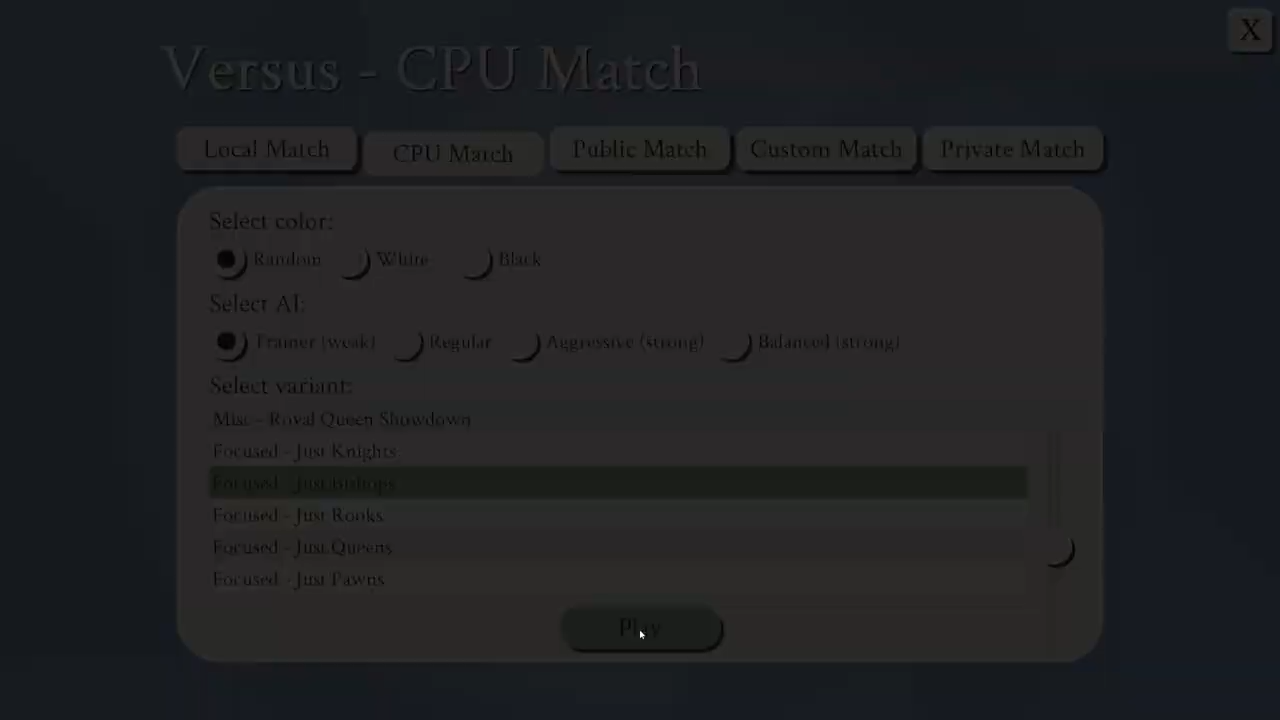 X
Versus - CPU Match
Local Match CPU Match Public Match Custom Match Private Match
Select color:
Random White Black
Select AI:
Trainer (weak) Regular Aggressive (strong) Balanced (strong)
Select variant:
Misc - Royal Queen Showdown
Focused - Just Knights
Focused - Just Bishops
Focused - Just Rooks
Focused - Just Queens
Focused - Just Pawns
Play